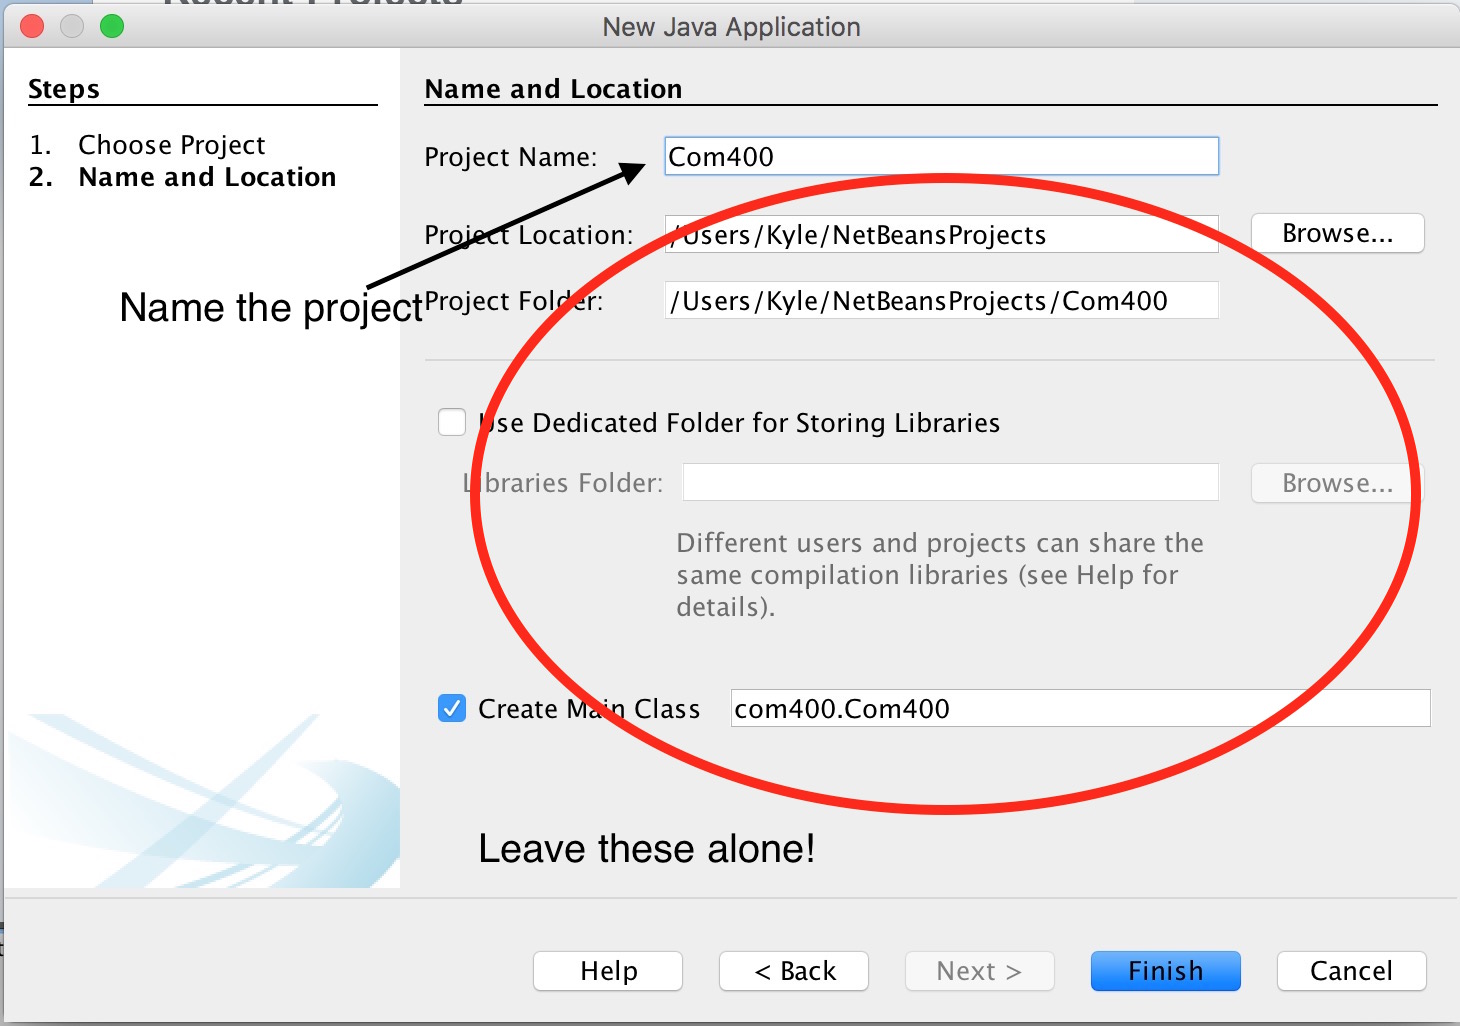 Recent Projects
New Java Application
Steps
1. Choose Project
2. Name and Location
Name and Location
Project Name: Com400
Project Location: /Users/Kyle/NetBeansProjects Browse...
Name the project
Project Folder: /Users/Kyle/NetBeansProjects/Com400
Use Dedicated Folder for Storing Libraries
Libraries Folder: Browse...
Different users and projects can share the
same compilation libraries (see Help for
details).
Create Main Class com400.Com400
Leave these alone!
Help < Back Next > Finish Cancel